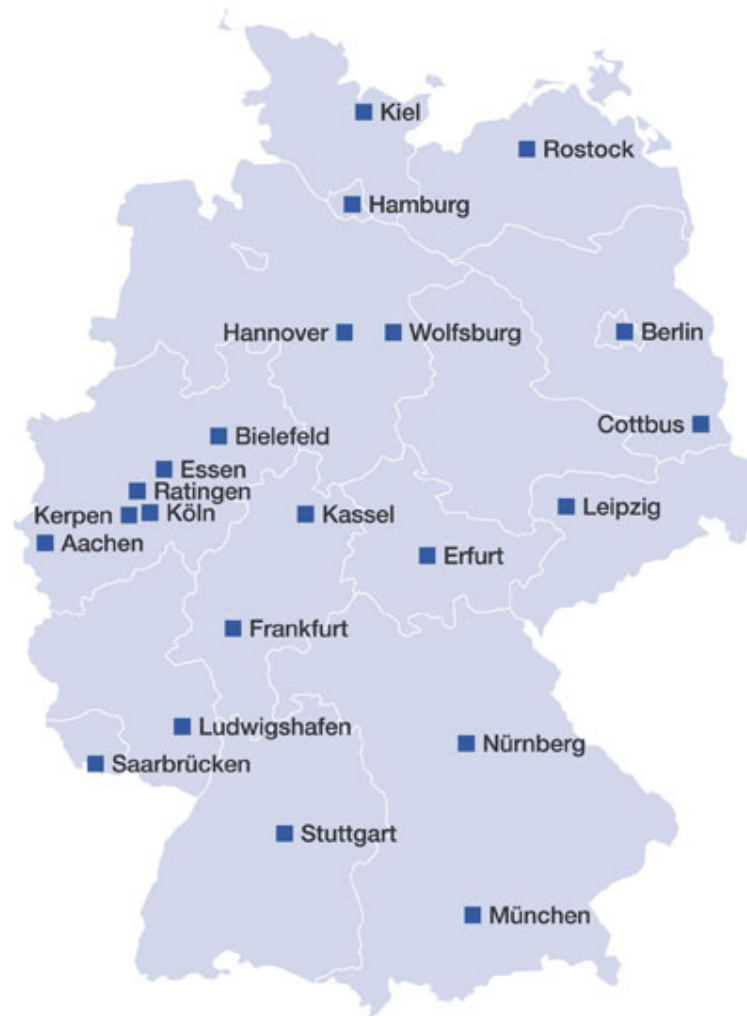 Kiel
Rostock
Hamburg
Hannover
Wolfsburg
Berlin
Cottbus
Bielefeld
Essen
Ratingen
Kerpen
Köln
Kassel
Leipzig
Aachen
Erfurt
Frankfurt
Ludwigshafen
Nürnberg
Saarbrücken
Stuttgart
München